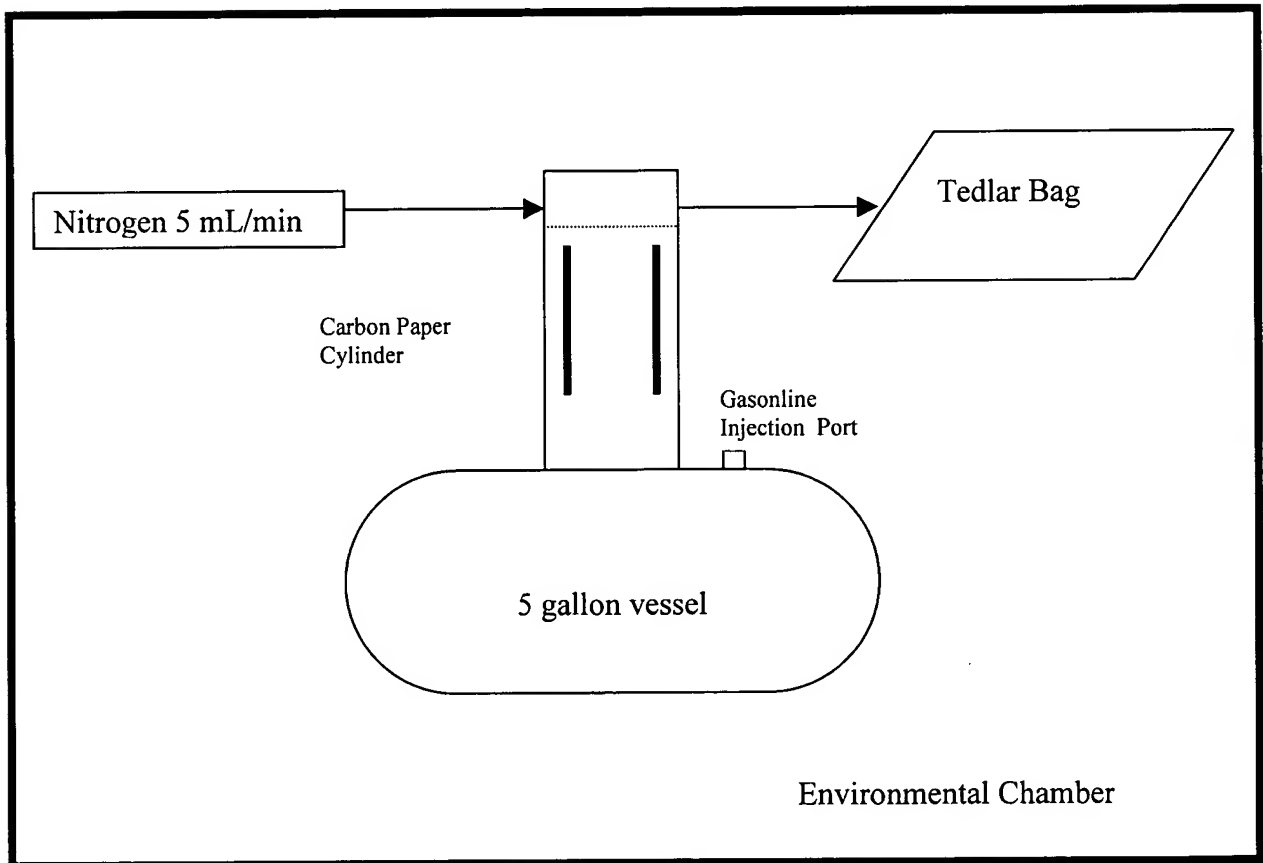 Nitrogen 5 mL/min
Tedlar Bag
Carbon Paper
Cylinder
Gasonline
Injection Port
5 gallon vessel
Environmental Chamber